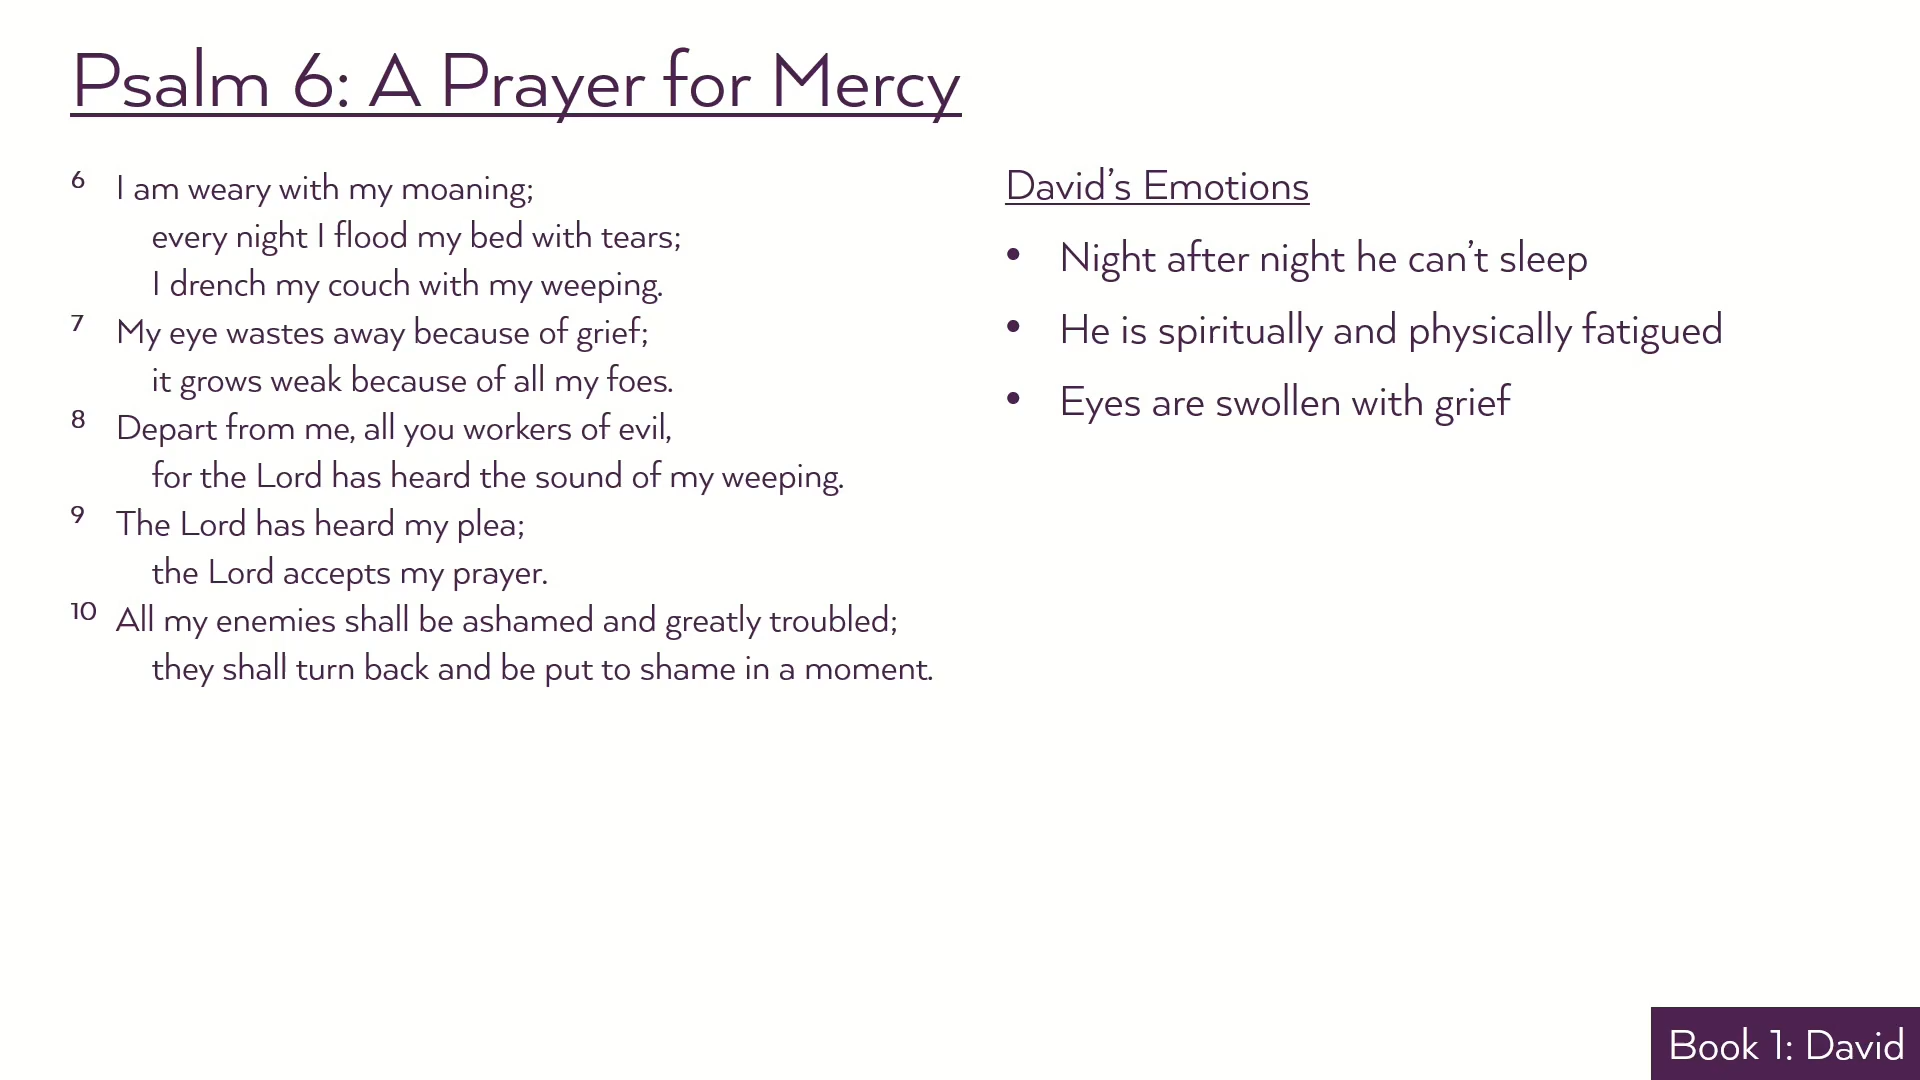 Psalm 6: A Prayer for Mercy
6 I am weary with my moaning;
every night I flood my bed with tears;
I drench my couch with my weeping.
7 My eye wastes away because of grief;
it grows weak because of all my foes.
8 Depart from me, all you workers of evil,
for the Lord has heard the sound of my weeping.
9 The Lord has heard my plea;
the Lord accepts my prayer.
10 All my enemies shall be ashamed and greatly troubled;
they shall turn back and be put to shame in a moment.
David’s Emotions
• Night after night he can’t sleep
• He is spiritually and physically fatigued
• Eyes are swollen with grief
Book 1: David